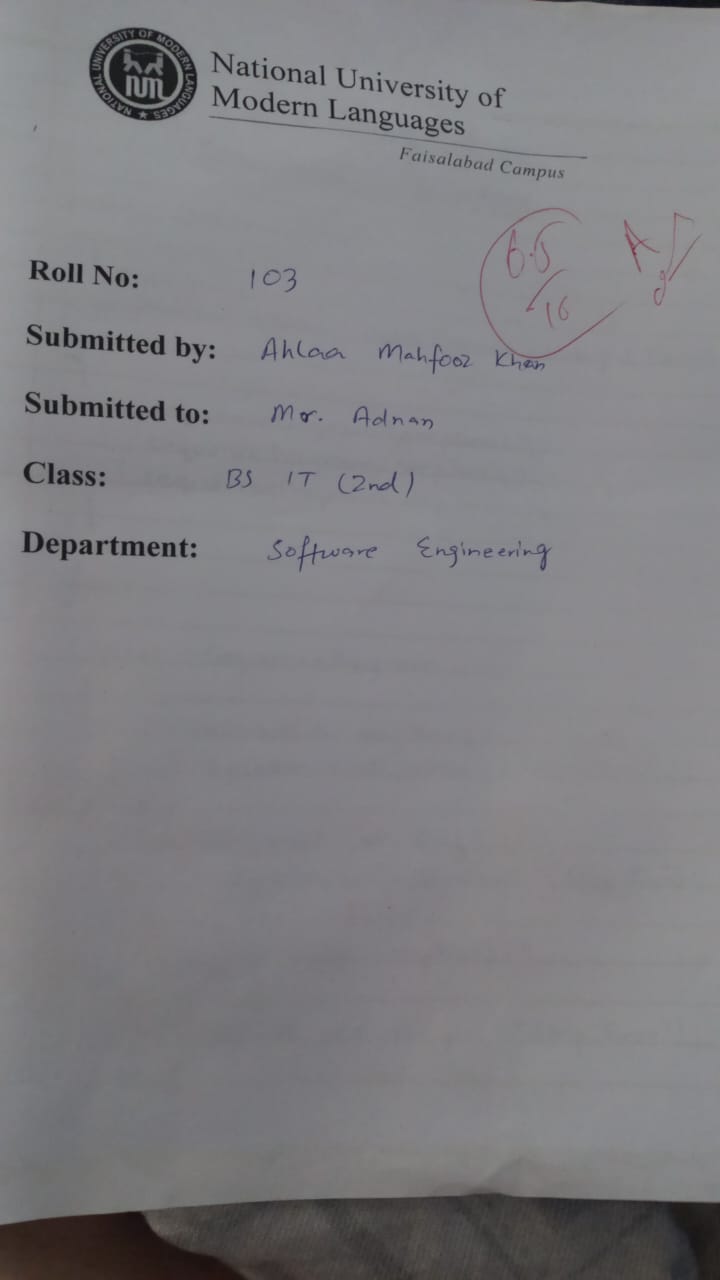 NATIONAL UNIVERSITY OF MODERN LANGUAGES
NUML
National University of
Modern Languages
Faisalabad Campus
6.5
10
Roll No: 103
Submitted by: Ahlaa Mahfooz Khan
Submitted to: Mr. Adnan
Class: BS IT (2nd)
Department: Software Engineering